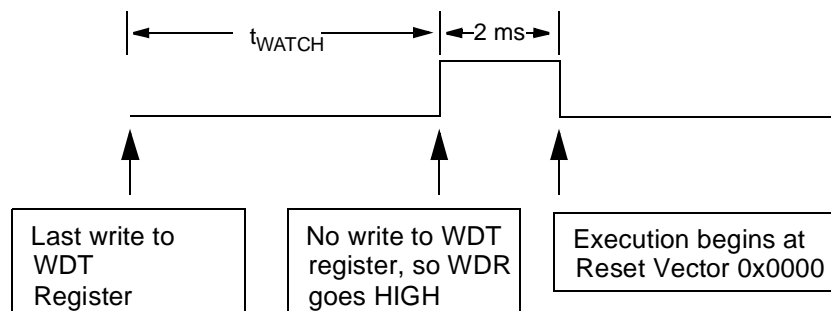 tWATCH
2 ms
Last write to
WDT
Register
No write to WDT
register, so WDR
goes HIGH
Execution begins at
Reset Vector 0x0000